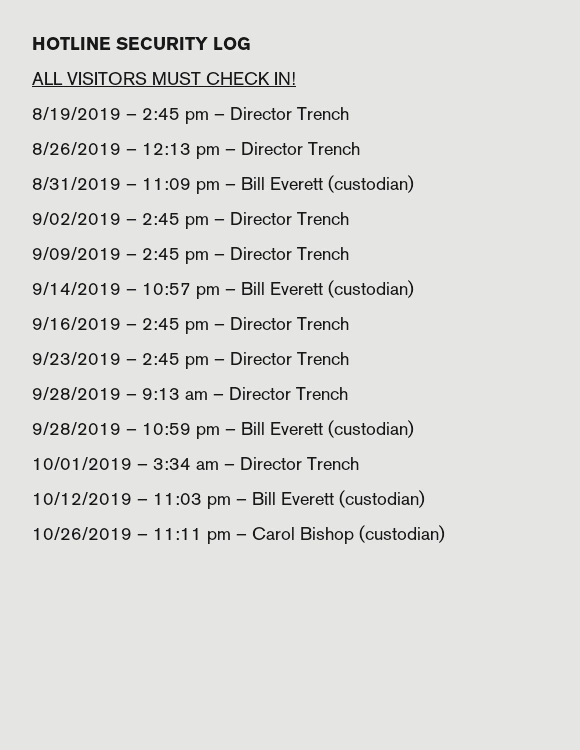 HOTLINE SECURITY LOG
ALL VISITORS MUST CHECK IN!
8/19/2019 – 2:45 pm – Director Trench
8/26/2019 – 12:13 pm – Director Trench
8/31/2019 – 11:09 pm – Bill Everett (custodian)
9/02/2019 – 2:45 pm – Director Trench
9/09/2019 – 2:45 pm – Director Trench
9/14/2019 – 10:57 pm – Bill Everett (custodian)
9/16/2019 – 2:45 pm – Director Trench
9/23/2019 – 2:45 pm – Director Trench
9/28/2019 – 9:13 am – Director Trench
9/28/2019 – 10:59 pm – Bill Everett (custodian)
10/01/2019 – 3:34 am – Director Trench
10/12/2019 – 11:03 pm – Bill Everett (custodian)
10/26/2019 – 11:11 pm – Carol Bishop (custodian)